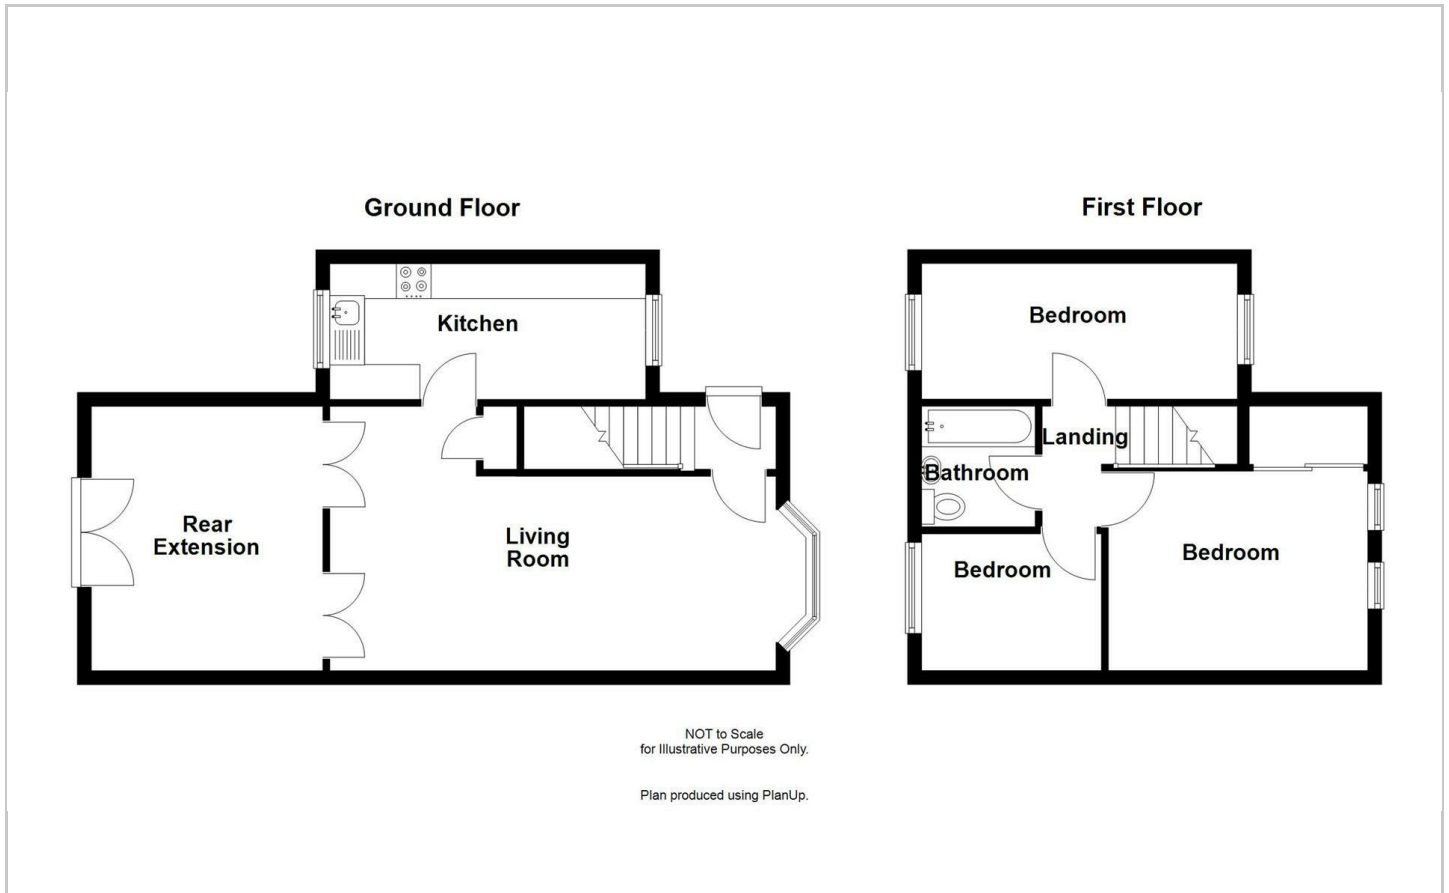 Ground Floor
Kitchen
Rear
Extension
Living
Room
First Floor
Bedroom
Landing
Bathroom
Bedroom
Bedroom
NOT to Scale
for Illustrative Purposes Only.
Plan produced using PlanUp.